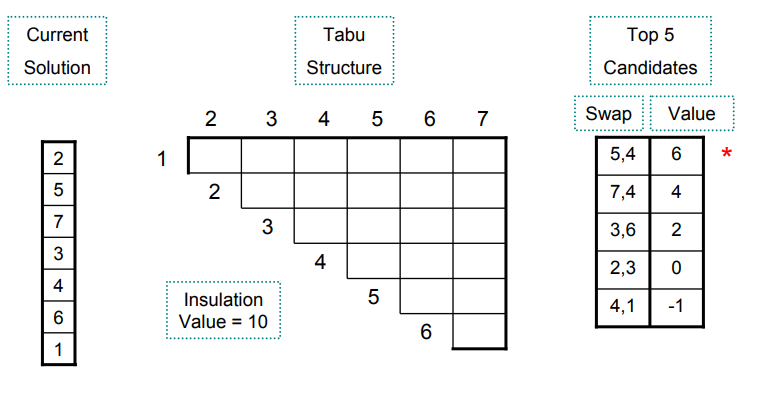 Current
Solution
Tabu
Structure
Top 5
Candidates
Swap Value
2 3 4 5 6 7
1
2
3
4
5
6
2
5
7
3
4
6
1
Insulation
Value = 10
5,4 6 *
7,4 4
3,6 2
2,3 0
4,1 -1